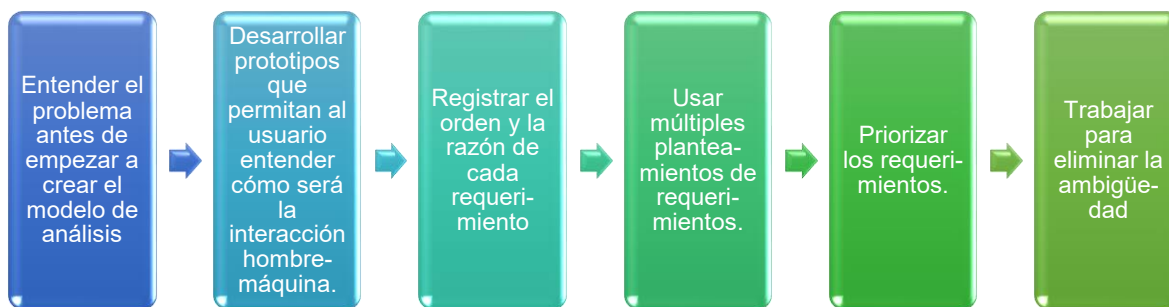 Entender el
problema
antes de
empezar a
crear el
modelo de
análisis
Desarrollar
prototipos
que
permitan al
usuario
entender
cómo será
la
interacción
hombre-
máquina.
Registrar el
orden y la
razón de
cada
requeri-
miento
Usar
múltiples
plantea-
mientos de
requeri-
mientos.
Priorizar
los requeri-
mientos.
Trabajar
para
eliminar la
ambigüe-
dad